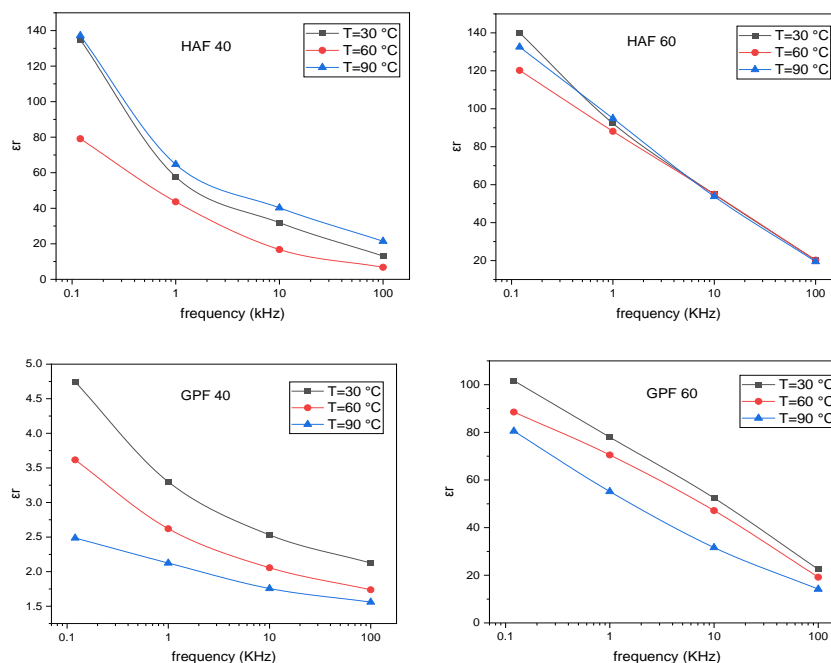 HAF 40
T=30 °C
T=60 °C
T=90 °C
140
120
100
80
60
40
20
0
εr
0.1
1
10
100
frequency (kHz)
HAF 60
T=30 °C
T=60 °C
T=90 °C
140
120
100
80
60
40
20
εr
0.1
1
10
100
frequency (KHz)
GPF 40
T=30 °C
T=60 °C
T=90 °C
5.0
4.5
4.0
3.5
3.0
2.5
2.0
1.5
εr
0.1
1
10
100
frequency (kHz)
GPF 60
T=30 °C
T=60 °C
T=90 °C
100
80
60
40
20
0
εr
0.1
1
10
100
frequency (KHz)